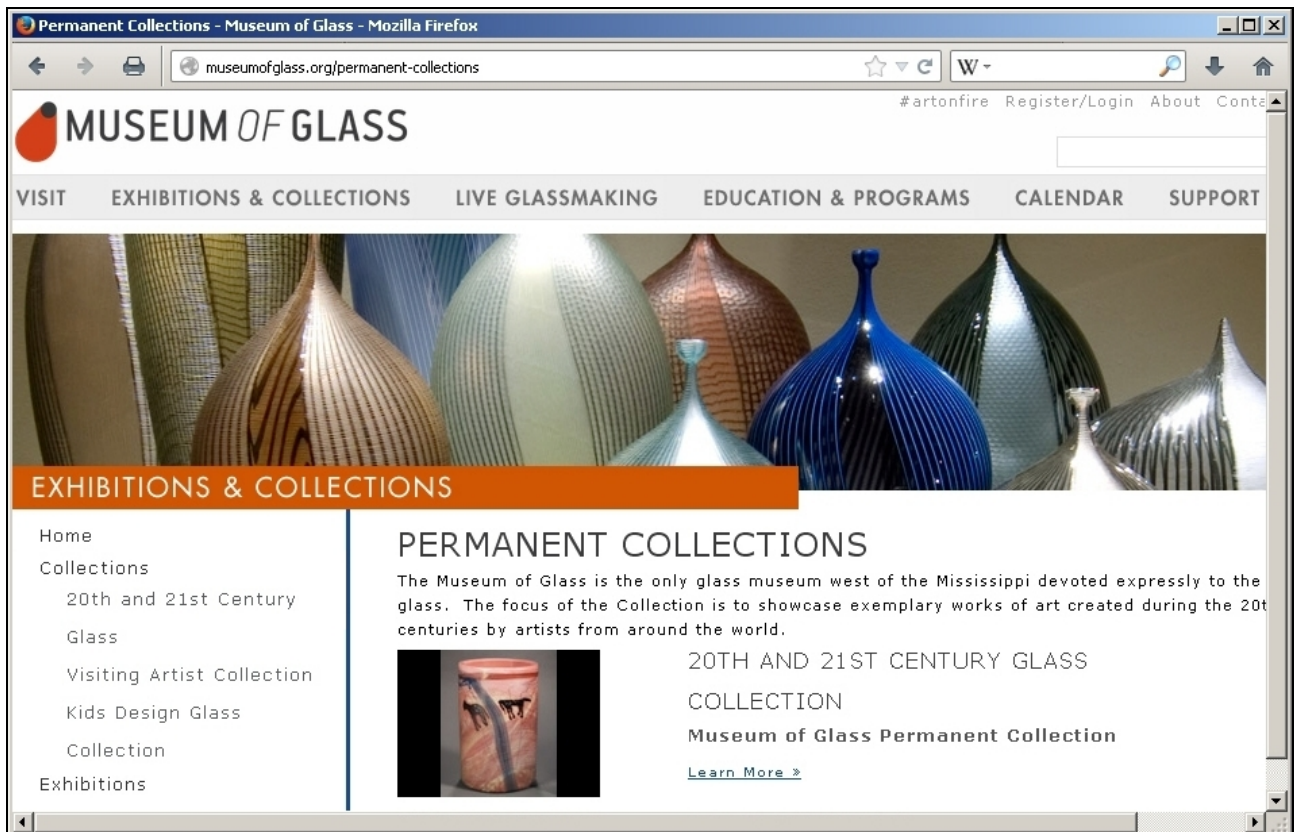 Permanent Collections - Museum of Glass - Mozilla Firefox
museumofglass.org/permanent-collections
W
#artonfire Register/Login About
MUSEUM OF GLASS
VISIT EXHIBITIONS & COLLECTIONS LIVE GLASSMAKING EDUCATION & PROGRAMS CALENDAR SUPPORT
EXHIBITIONS & COLLECTIONS
Home
Collections
20th and 21st Century
Glass
Visiting Artist Collection
Kids Design Glass
Collection
Exhibitions
PERMANENT COLLECTIONS
The Museum of Glass is the only glass museum west of the Mississippi devoted expressly to the
glass. The focus of the Collection is to showcase exemplary works of art created during the
centuries by artists from around the world.
20TH AND 21ST CENTURY GLASS
COLLECTION
Museum of Glass Permanent Collection
Learn More »